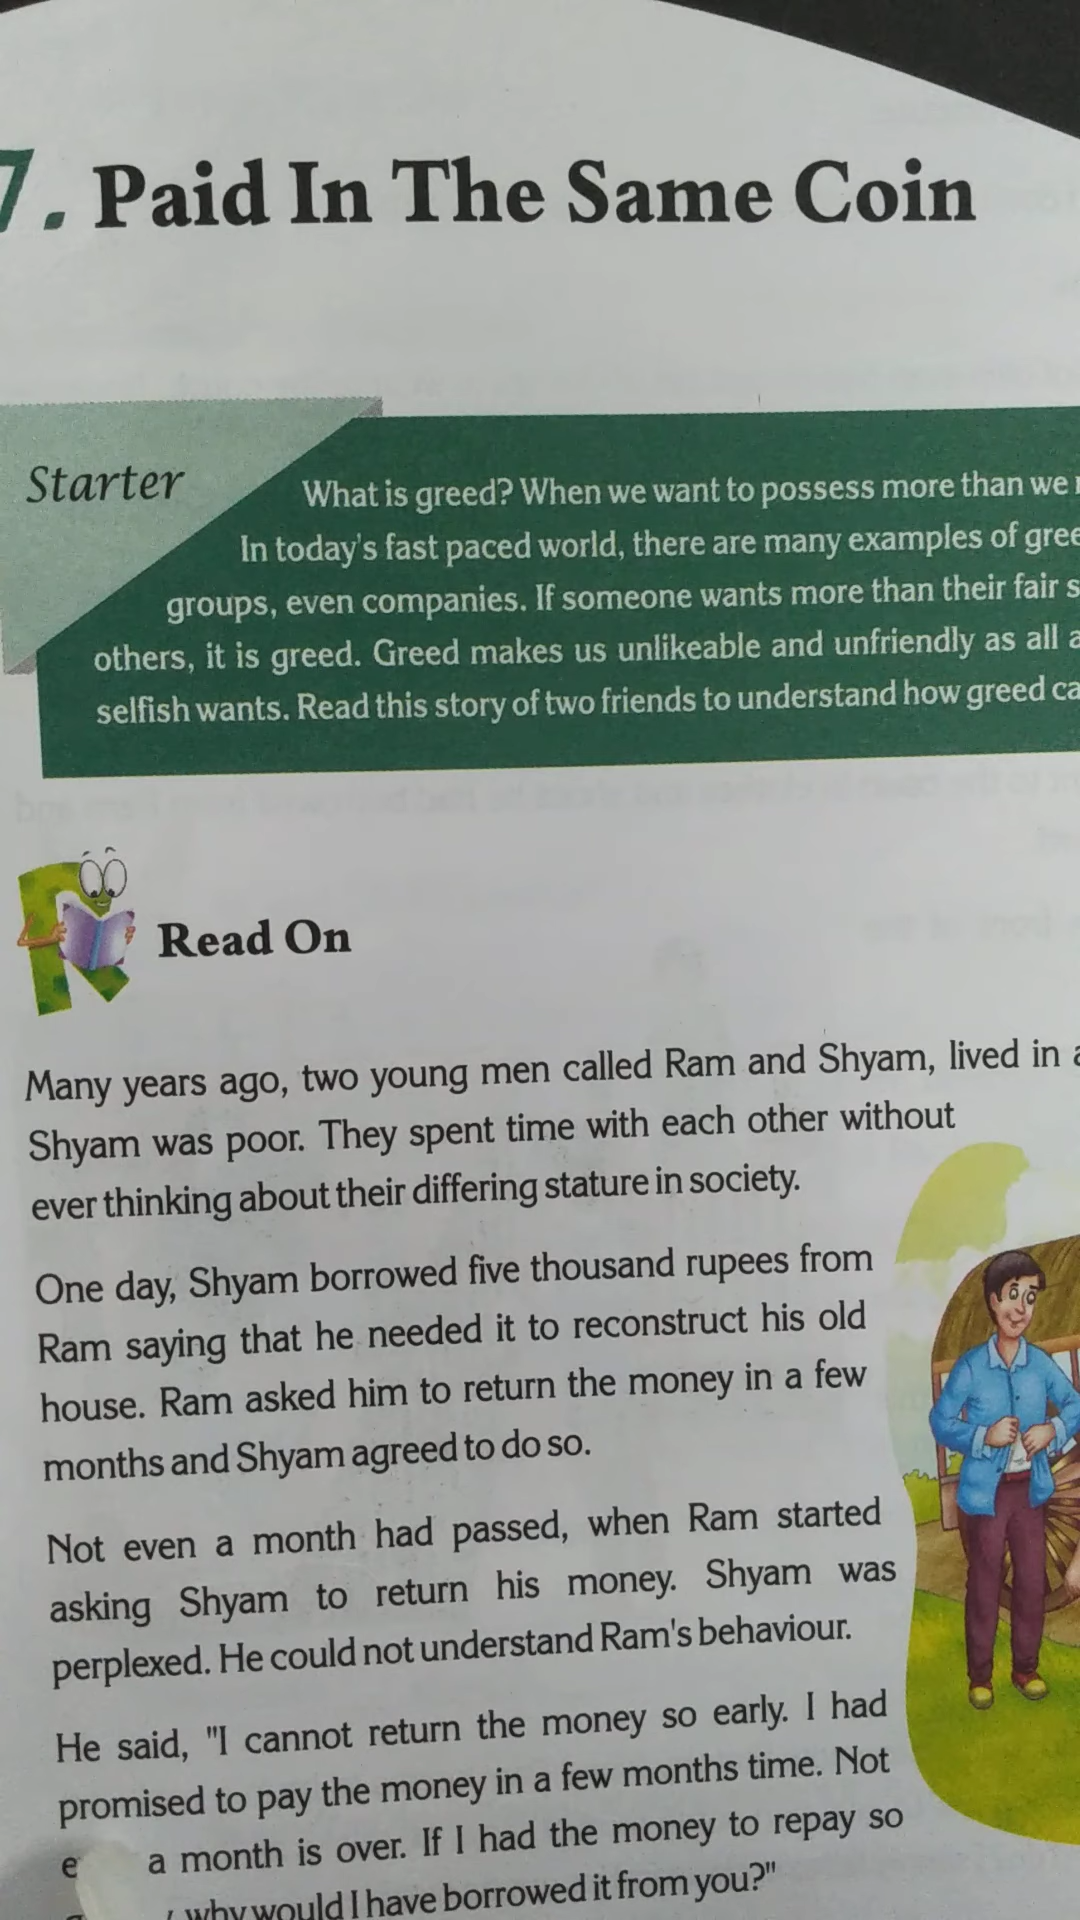 7. Paid In The Same Coin
Starter
What is greed? When we want to possess more than we
In today's fast paced world, there are many examples of gree
groups, even companies. If someone wants more than their fair s
others, it is greed. Greed makes us unlikeable and unfriendly as all a
selfish wants. Read this story of two friends to understand how greed ca
Read On
Many years ago, two young men called Ram and Shyam, lived in a
Shyam was poor. They spent time with each other without
ever thinking about their differing stature in society.
One day, Shyam borrowed five thousand rupees from
Ram saying that he needed it to reconstruct his old
house. Ram asked him to return the money in a few
months and Shyam agreed to do so.
Not even a month had passed, when Ram started
asking Shyam to return his money. Shyam was
perplexed. He could not understand Ram's behaviour.
He said, "I cannot return the money so early. I had
promised to pay the money in a few months time. Not
a month is over. If I had the money to repay so
why would I have borrowed it from you?"